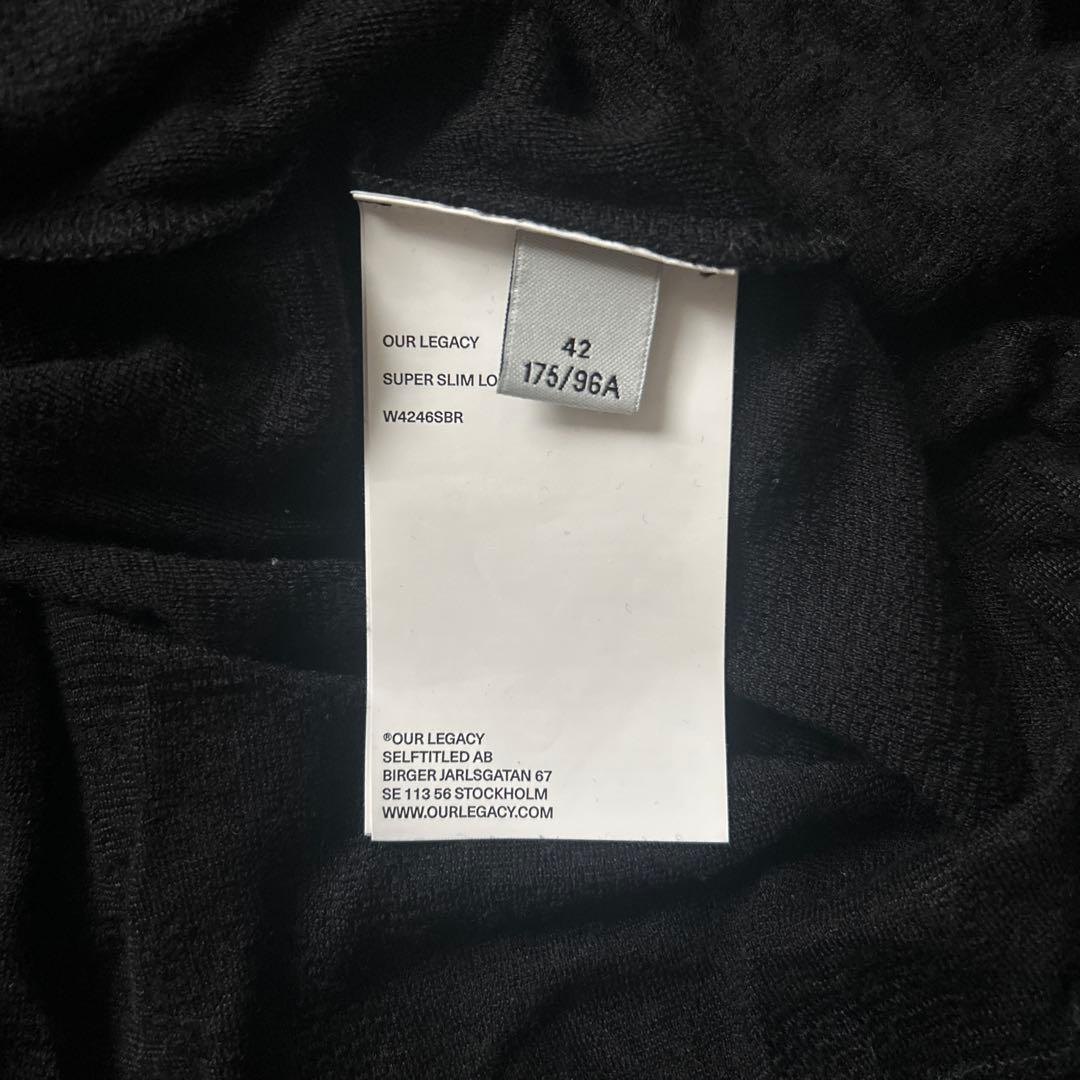 OUR LEGACY
SUPER SLIM LO
W4246SBR
42
175/96A
®OUR LEGACY
SELFTITLED AB
BIRGER JARLSGATAN 67
SE 113 56 STOCKHOLM
WWW.OURLEGACY.COM